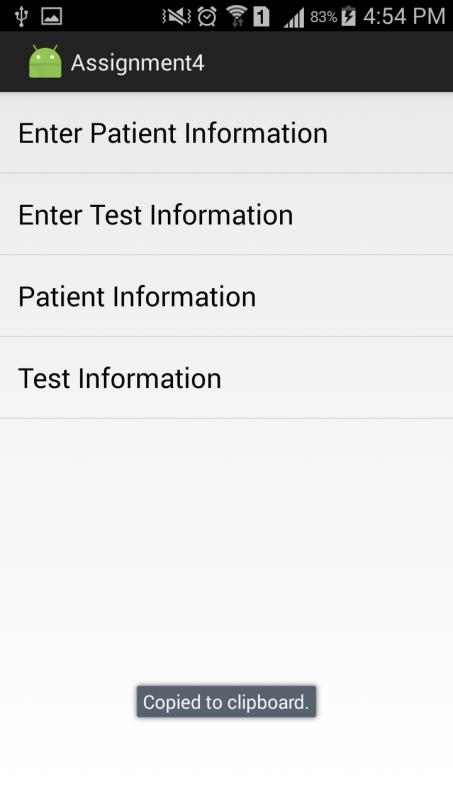 1 83% 4:54 PM
Assignment4
Enter Patient Information
Enter Test Information
Patient Information
Test Information
Copied to clipboard.